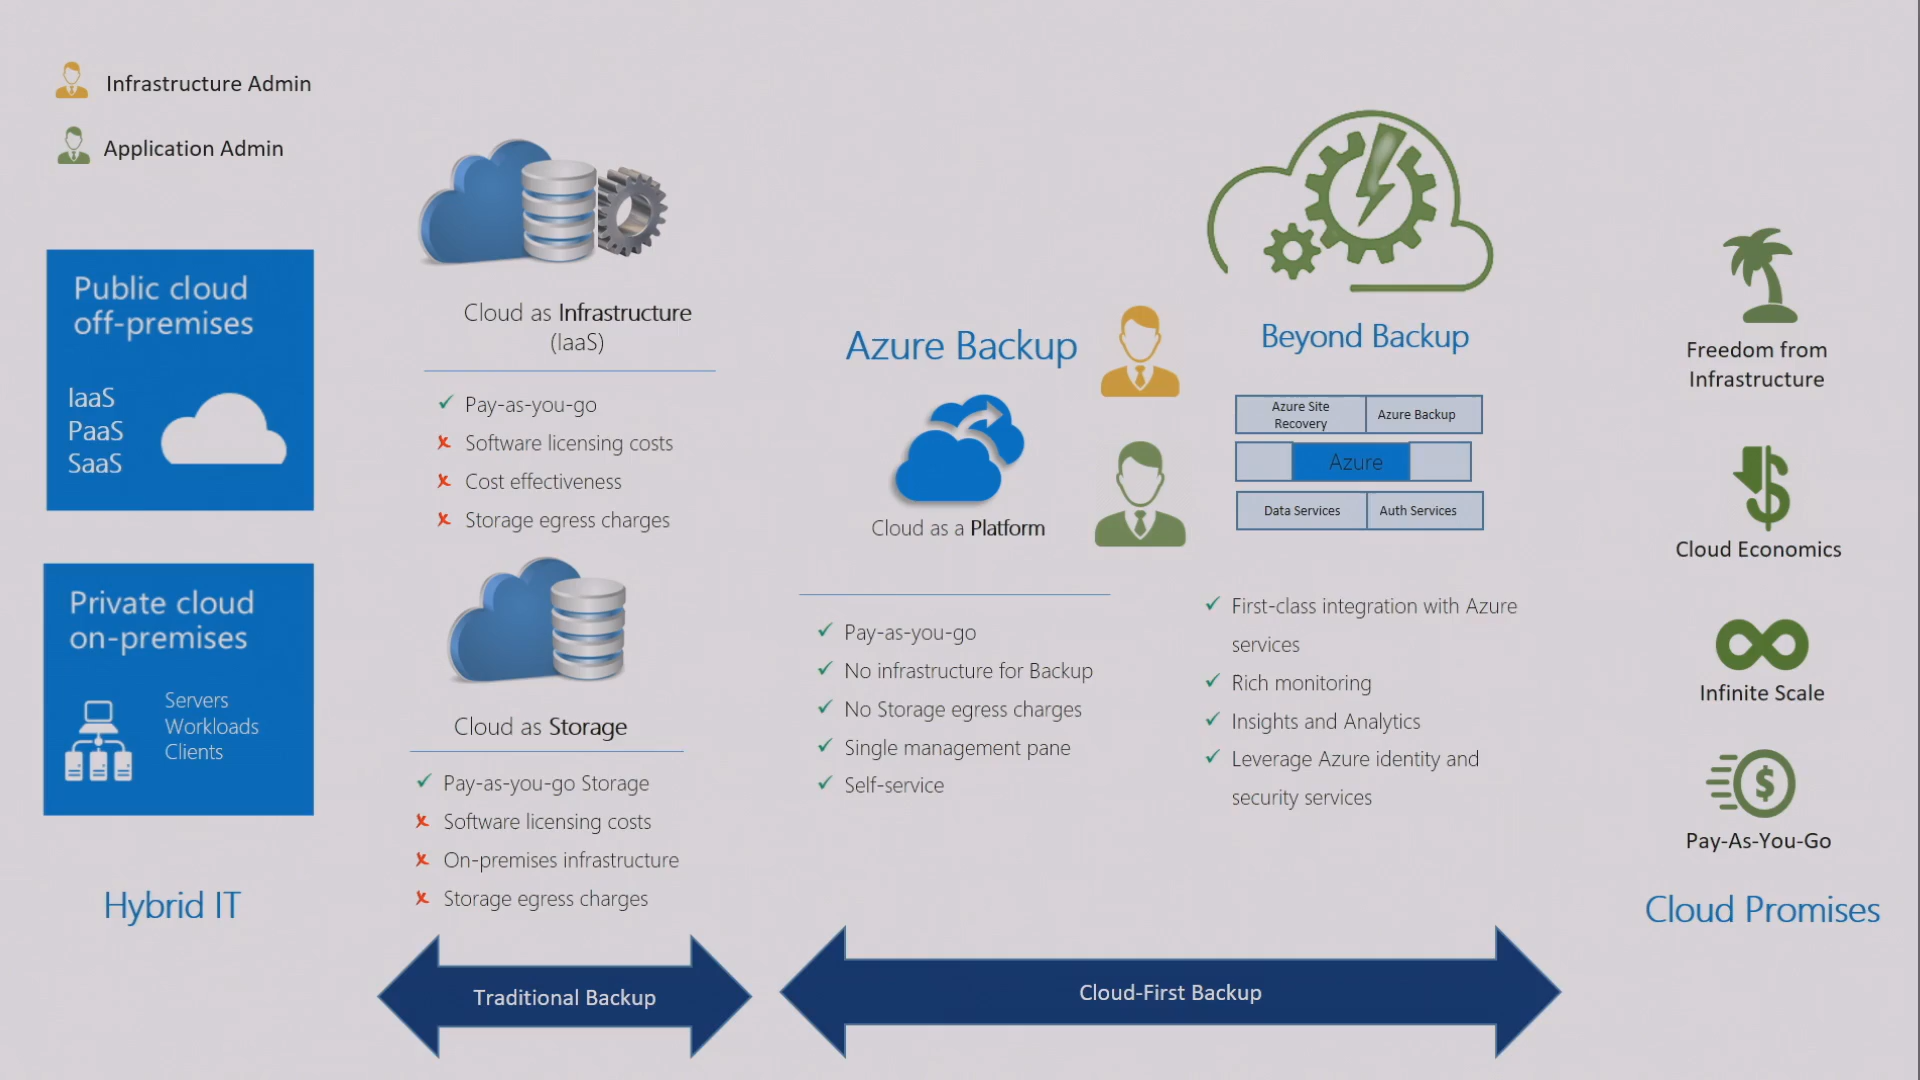 Infrastructure Admin
Application Admin
Public cloud
off-premises
IaaS
PaaS
SaaS
Private cloud
on-premises
Servers
Workloads
Clients
Hybrid IT
Cloud as Infrastructure
(IaaS)
Pay-as-you-go
Software licensing costs
Cost effectiveness
Storage egress charges
Cloud as Storage
Pay-as-you-go Storage
Software licensing costs
On-premises infrastructure
Storage egress charges
Traditional Backup
Azure Backup
Cloud as a Platform
Pay-as-you-go
No infrastructure for Backup
No Storage egress charges
Single management pane
Self-service
Beyond Backup
Azure Site
Recovery
Azure Backup
Azure
Data Services
Auth Services
First-class integration with Azure
services
Rich monitoring
Insights and Analytics
Leverage Azure identity and
security services
Cloud-First Backup
Freedom from
Infrastructure
Cloud Economics
Infinite Scale
Pay-As-You-Go
Cloud Promises